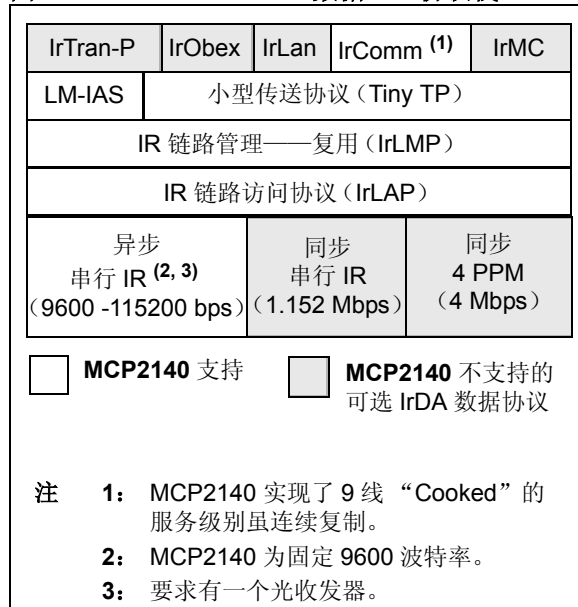 IrTran-P IrObex IrLan IrComm (1) IrMC
LM-IAS 小型传送协议（Tiny TP）
IR 链路管理——复用（IrLMP）
IR 链路访问协议（IrLAP）
异步
串行 IR (2, 3)
（9600 -115200 bps）
同步
串行 IR
（1.152 Mbps）
同步
4 PPM
（4 Mbps）
MCP2140 支持
MCP2140 不支持的
可选 IrDA 数据协议
注 1： MCP2140 实现了 9 线 “Cooked”的
服务级别虽连续复制。
2： MCP2140 为固定 9600 波特率。
3： 要求有一个光收发器。